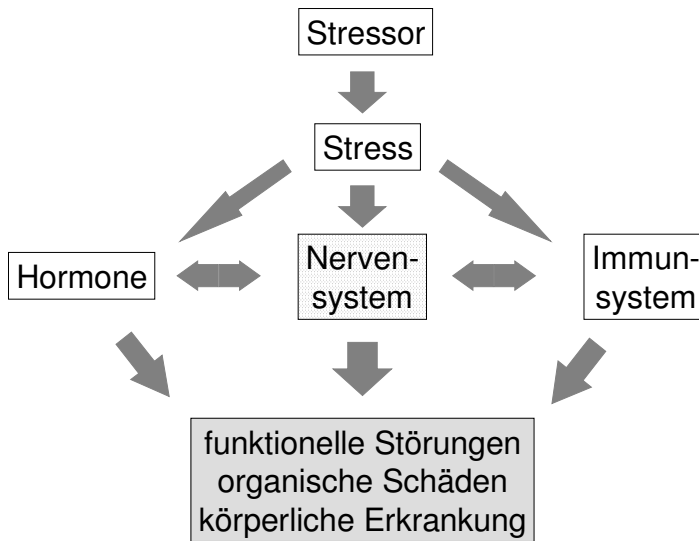 Stressor
Stress
Hormone
Nerven-
system
Immun-
system
funktionelle Störungen
organische Schäden
körperliche Erkrankung